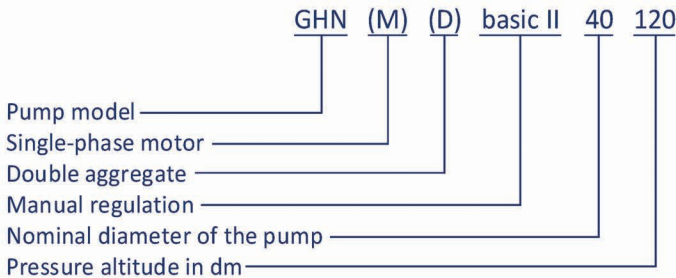 GHN (M) (D) basic II 40 120
Pump model
Single-phase motor
Double aggregate
Manual regulation
Nominal diameter of the pump
Pressure altitude in dm